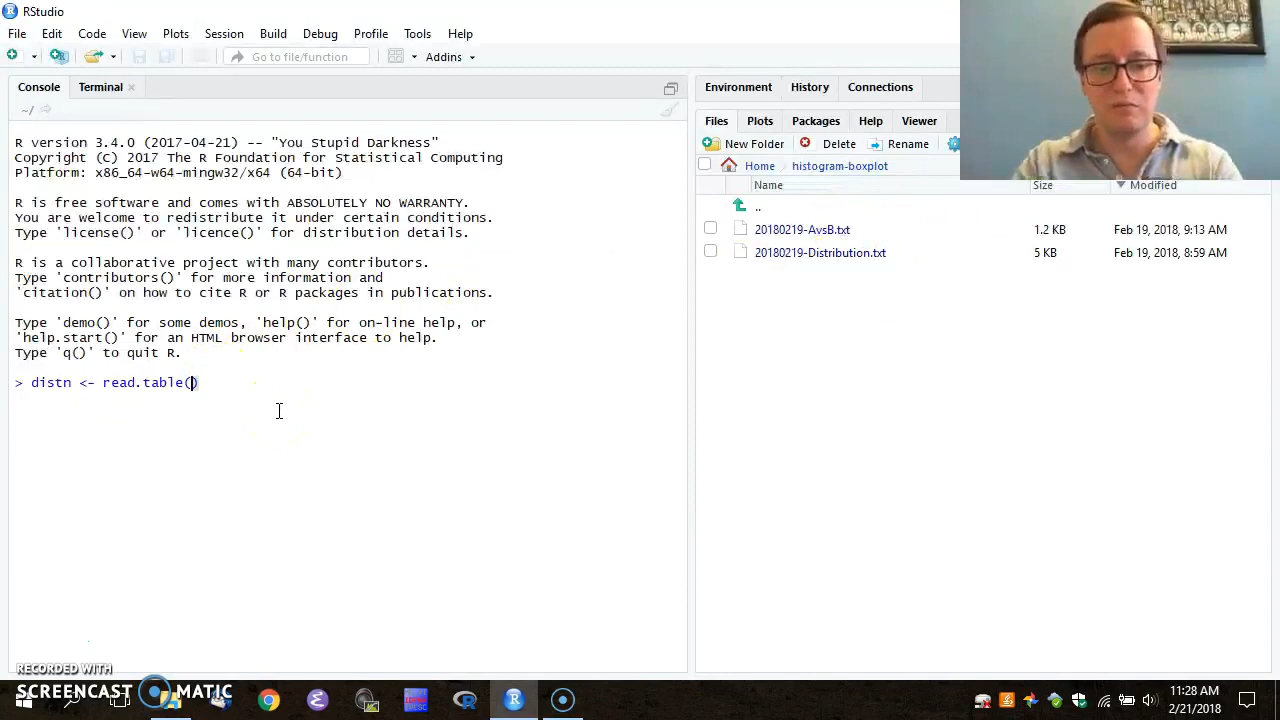 RStudio
File Edit Code View Plots Session Build Debug Profile Tools Help
Go to file/function Addins
Console Terminal
Environment History Connections
~/
Files Plots Packages Help Viewer
New Folder Delete Rename
Home histogram-boxplot
Name Size Modified
..
20180219-AvsB.txt 1.2 KB Feb 19, 2018, 9:13 AM
20180219-Distribution.txt 5 KB Feb 19, 2018, 8:59 AM
R version 3.4.0 (2017-04-21) -- "You Stupid Darkness"
Copyright (C) 2017 The R Foundation for Statistical Computing
Platform: x86_64-w64-mingw32/x64 (64-bit)
R is free software and comes with ABSOLUTELY NO WARRANTY.
You are welcome to redistribute it under certain conditions.
Type 'license()' or 'licence()' for distribution details.
R is a collaborative project with many contributors.
Type 'contributors()' for more information and
'citation()' on how to cite R or R packages in publications.
Type 'demo()' for some demos, 'help()' for on-line help, or
'help.start()' for an HTML browser interface to help.
Type 'q()' to quit R.
> distn <- read.table()
RECORDED WITH
SCREENCAST MATIC
11:28 AM
2/21/2018